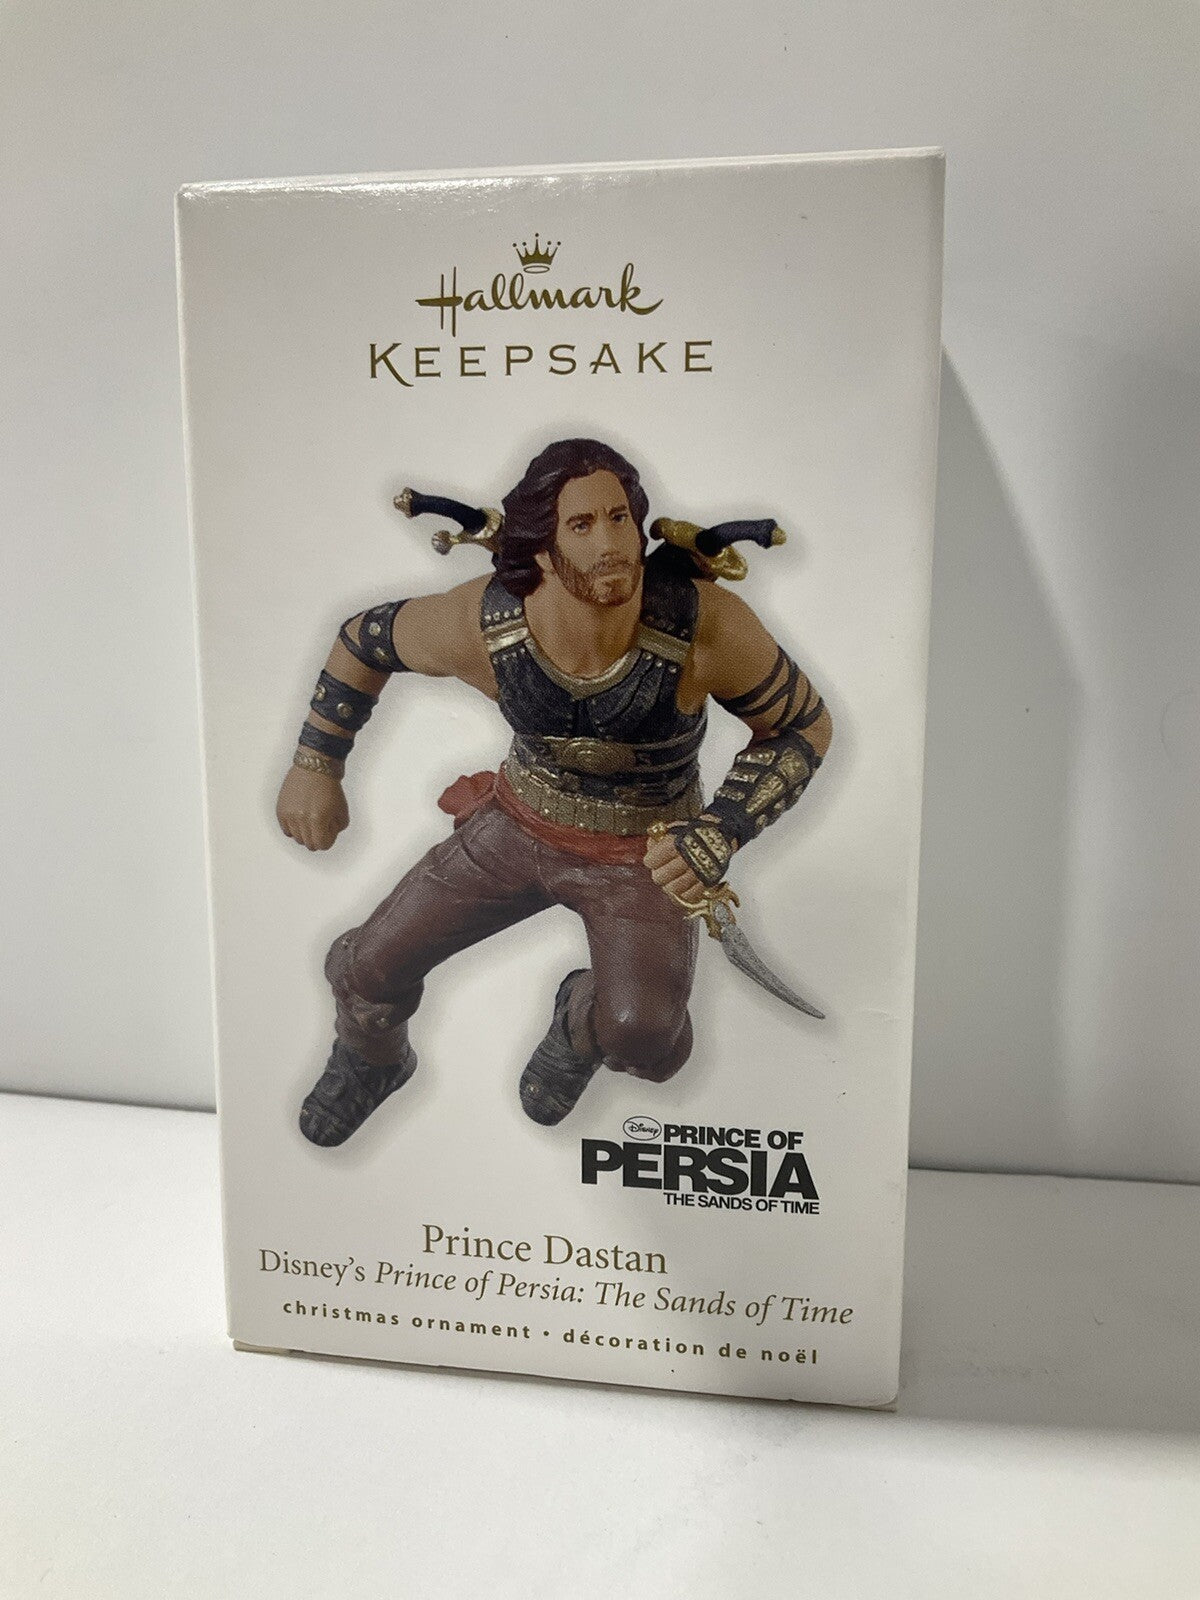 Hallmark
KEEPSAKE
Disney PRINCE OF
PERSIA
THE SANDS OF TIME
Prince Dastan
Disney's Prince of Persia: The Sands of Time
christmas ornament • décoration de noël